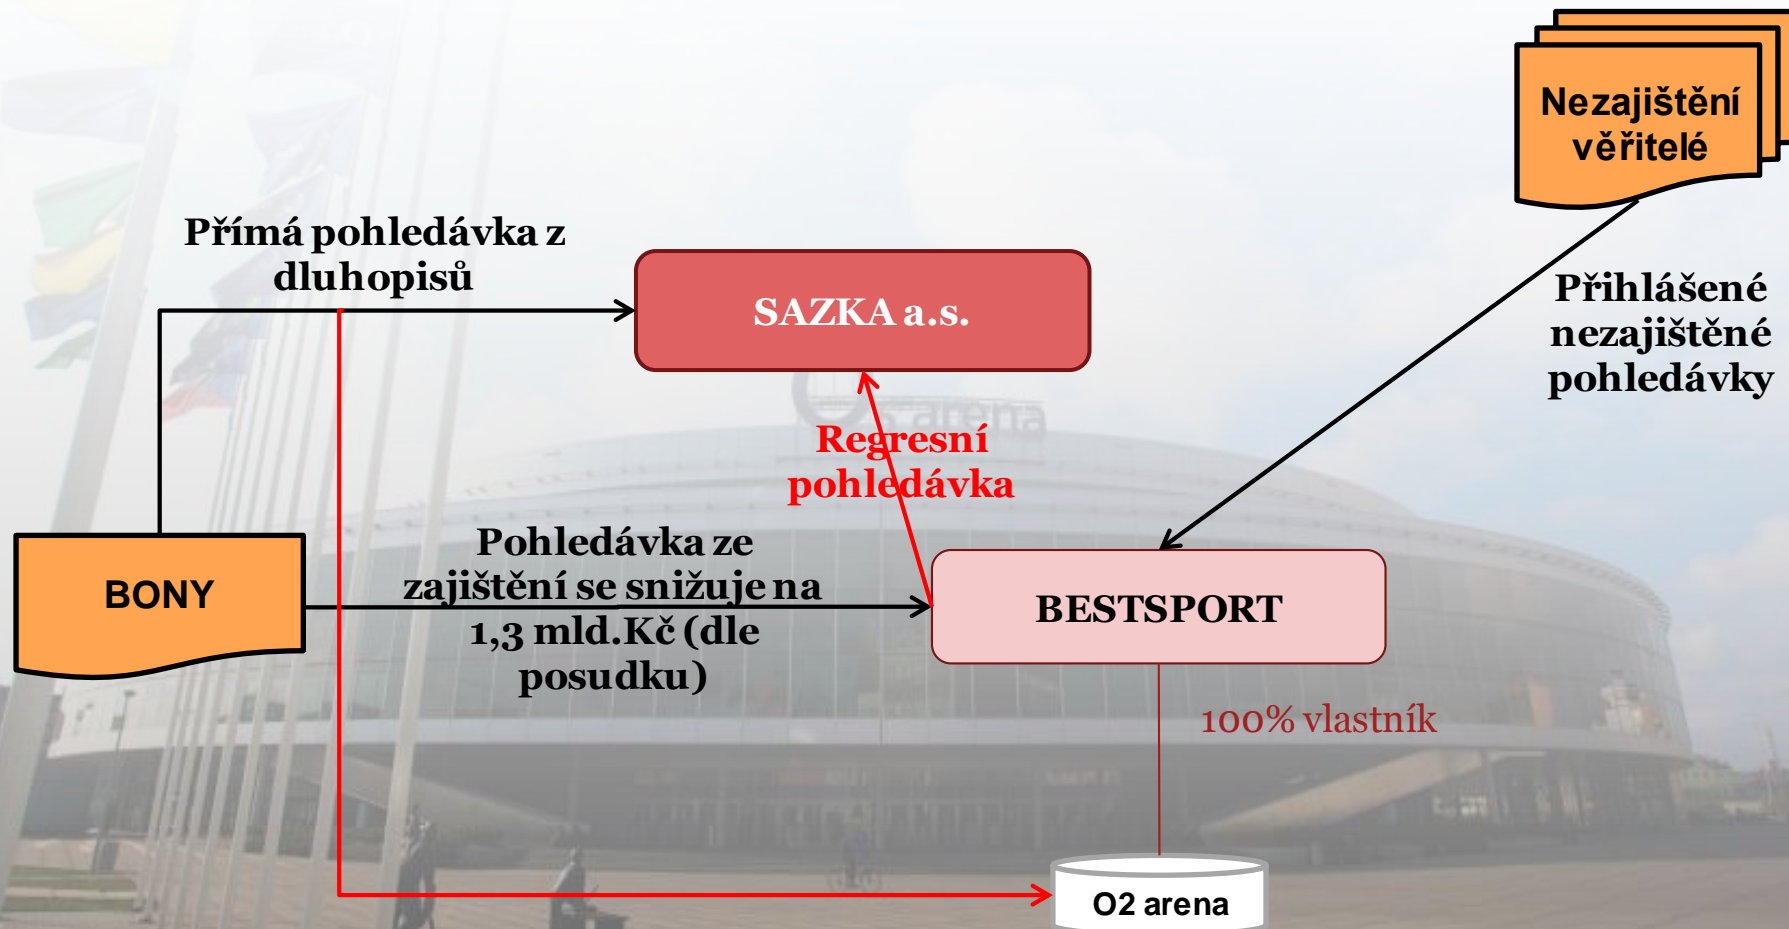 Nezajištění
věřitelé
Přímá pohledávka z
dluhopisů
SAZKA a.s.
Přihlášené
nezajištěné
pohledávky
arena
Regresní
pohledávka
Pohledávka ze
zajištění se snižuje na
1,3 mld.Kč (dle
posudku)
BONY
BESTSPORT
100% vlastník
O2 arena